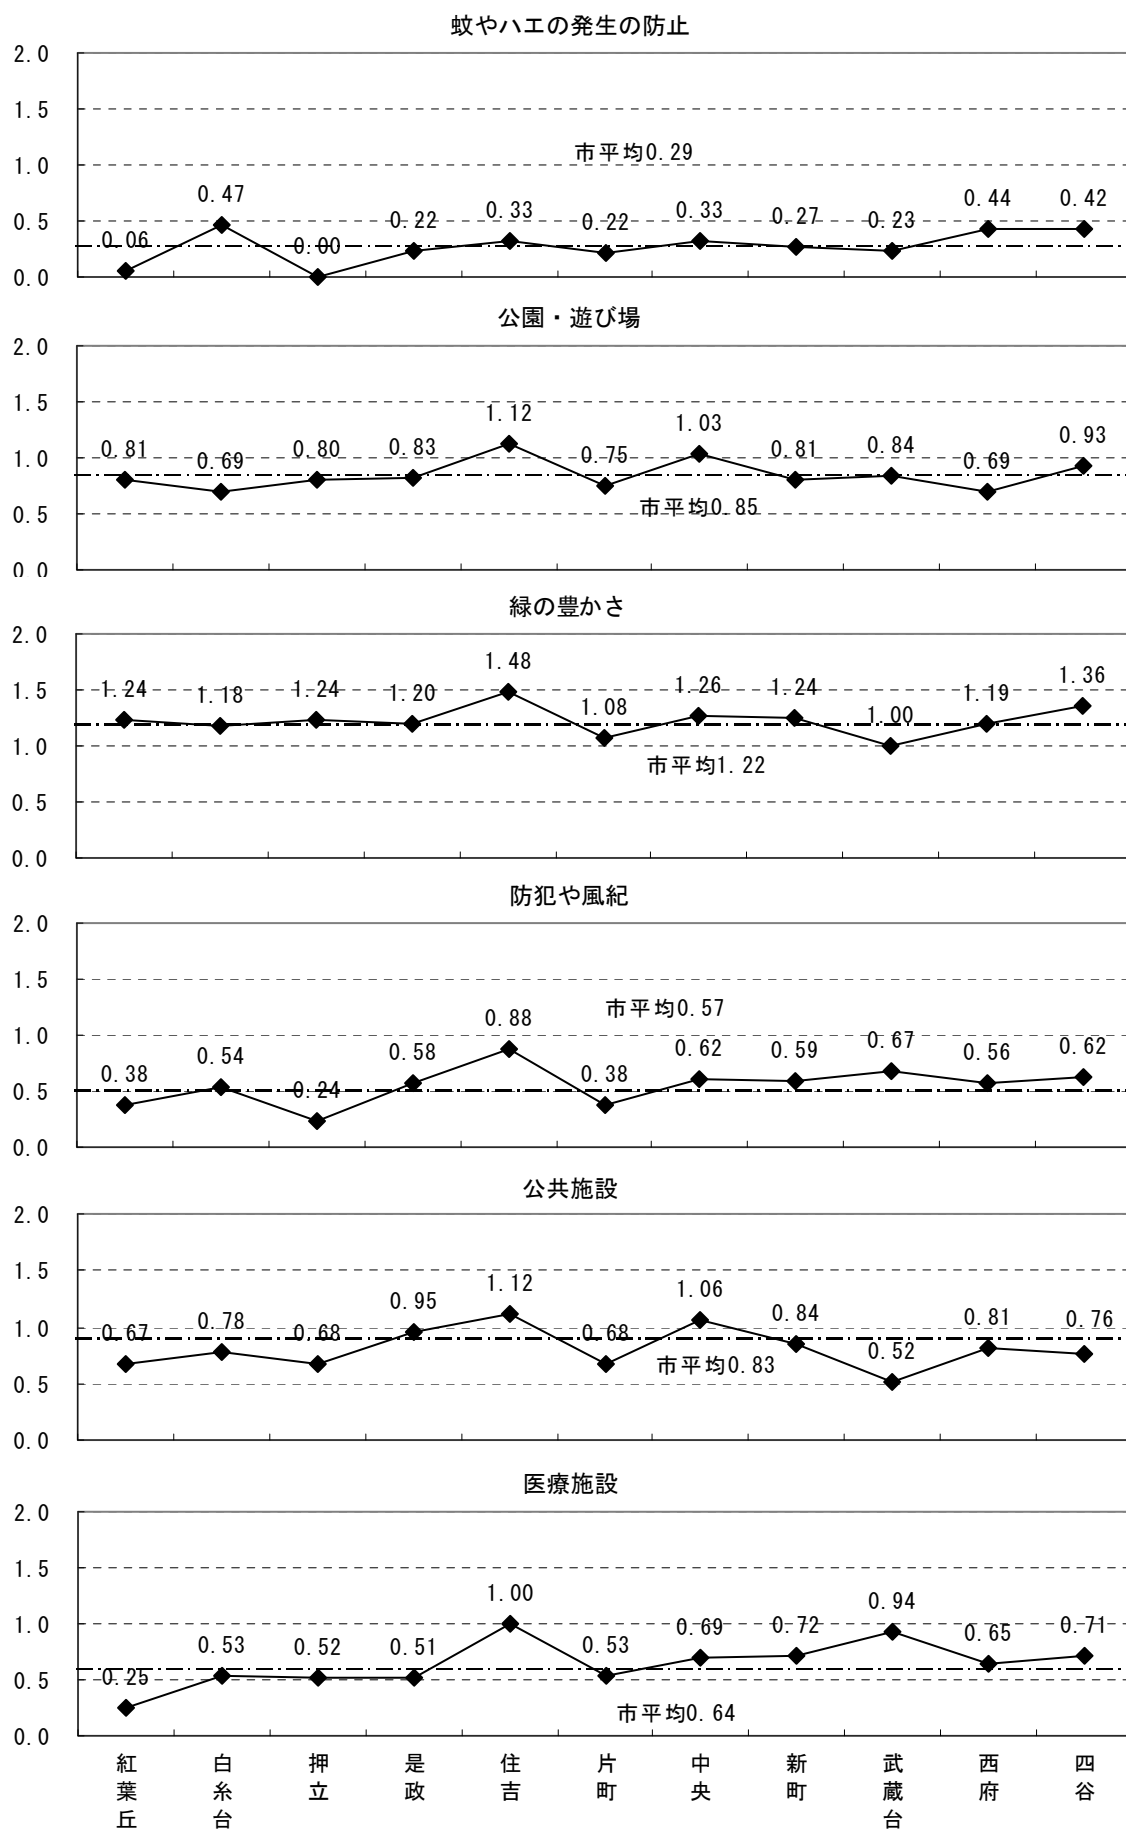 蚊やハエの発生の防止
2.0
1.5
1.0
0.5
0.0
市平均0.29
0.06 0.47 0.00 0.22 0.33 0.22 0.33 0.27 0.23 0.44 0.42
公園・遊び場
2.0
1.5
1.0
0.5
0.0
0.81 0.69 0.80 0.83 1.12 0.75 1.03 0.81 0.84 0.69 0.93
市平均0.85
緑の豊かさ
2.0
1.5
1.0
0.5
0.0
1.24 1.18 1.24 1.20 1.48 1.08 1.26 1.24 1.00 1.19 1.36
市平均1.22
防犯や風紀
2.0
1.5
1.0
0.5
0.0
市平均0.57
0.38 0.54 0.24 0.58 0.88 0.38 0.62 0.59 0.67 0.56 0.62
公共施設
2.0
1.5
1.0
0.5
0.0
0.67 0.78 0.68 0.95 1.12 0.68 1.06 0.84 0.52 0.81 0.76
市平均0.83
医療施設
2.0
1.5
1.0
0.5
0.0
0.25 0.53 0.52 0.51 1.00 0.53 0.69 0.72 0.94 0.65 0.71
市平均0.64
紅葉丘
白糸台
押立
是政
住吉
片町
中央
新町
武蔵台
西府
四谷